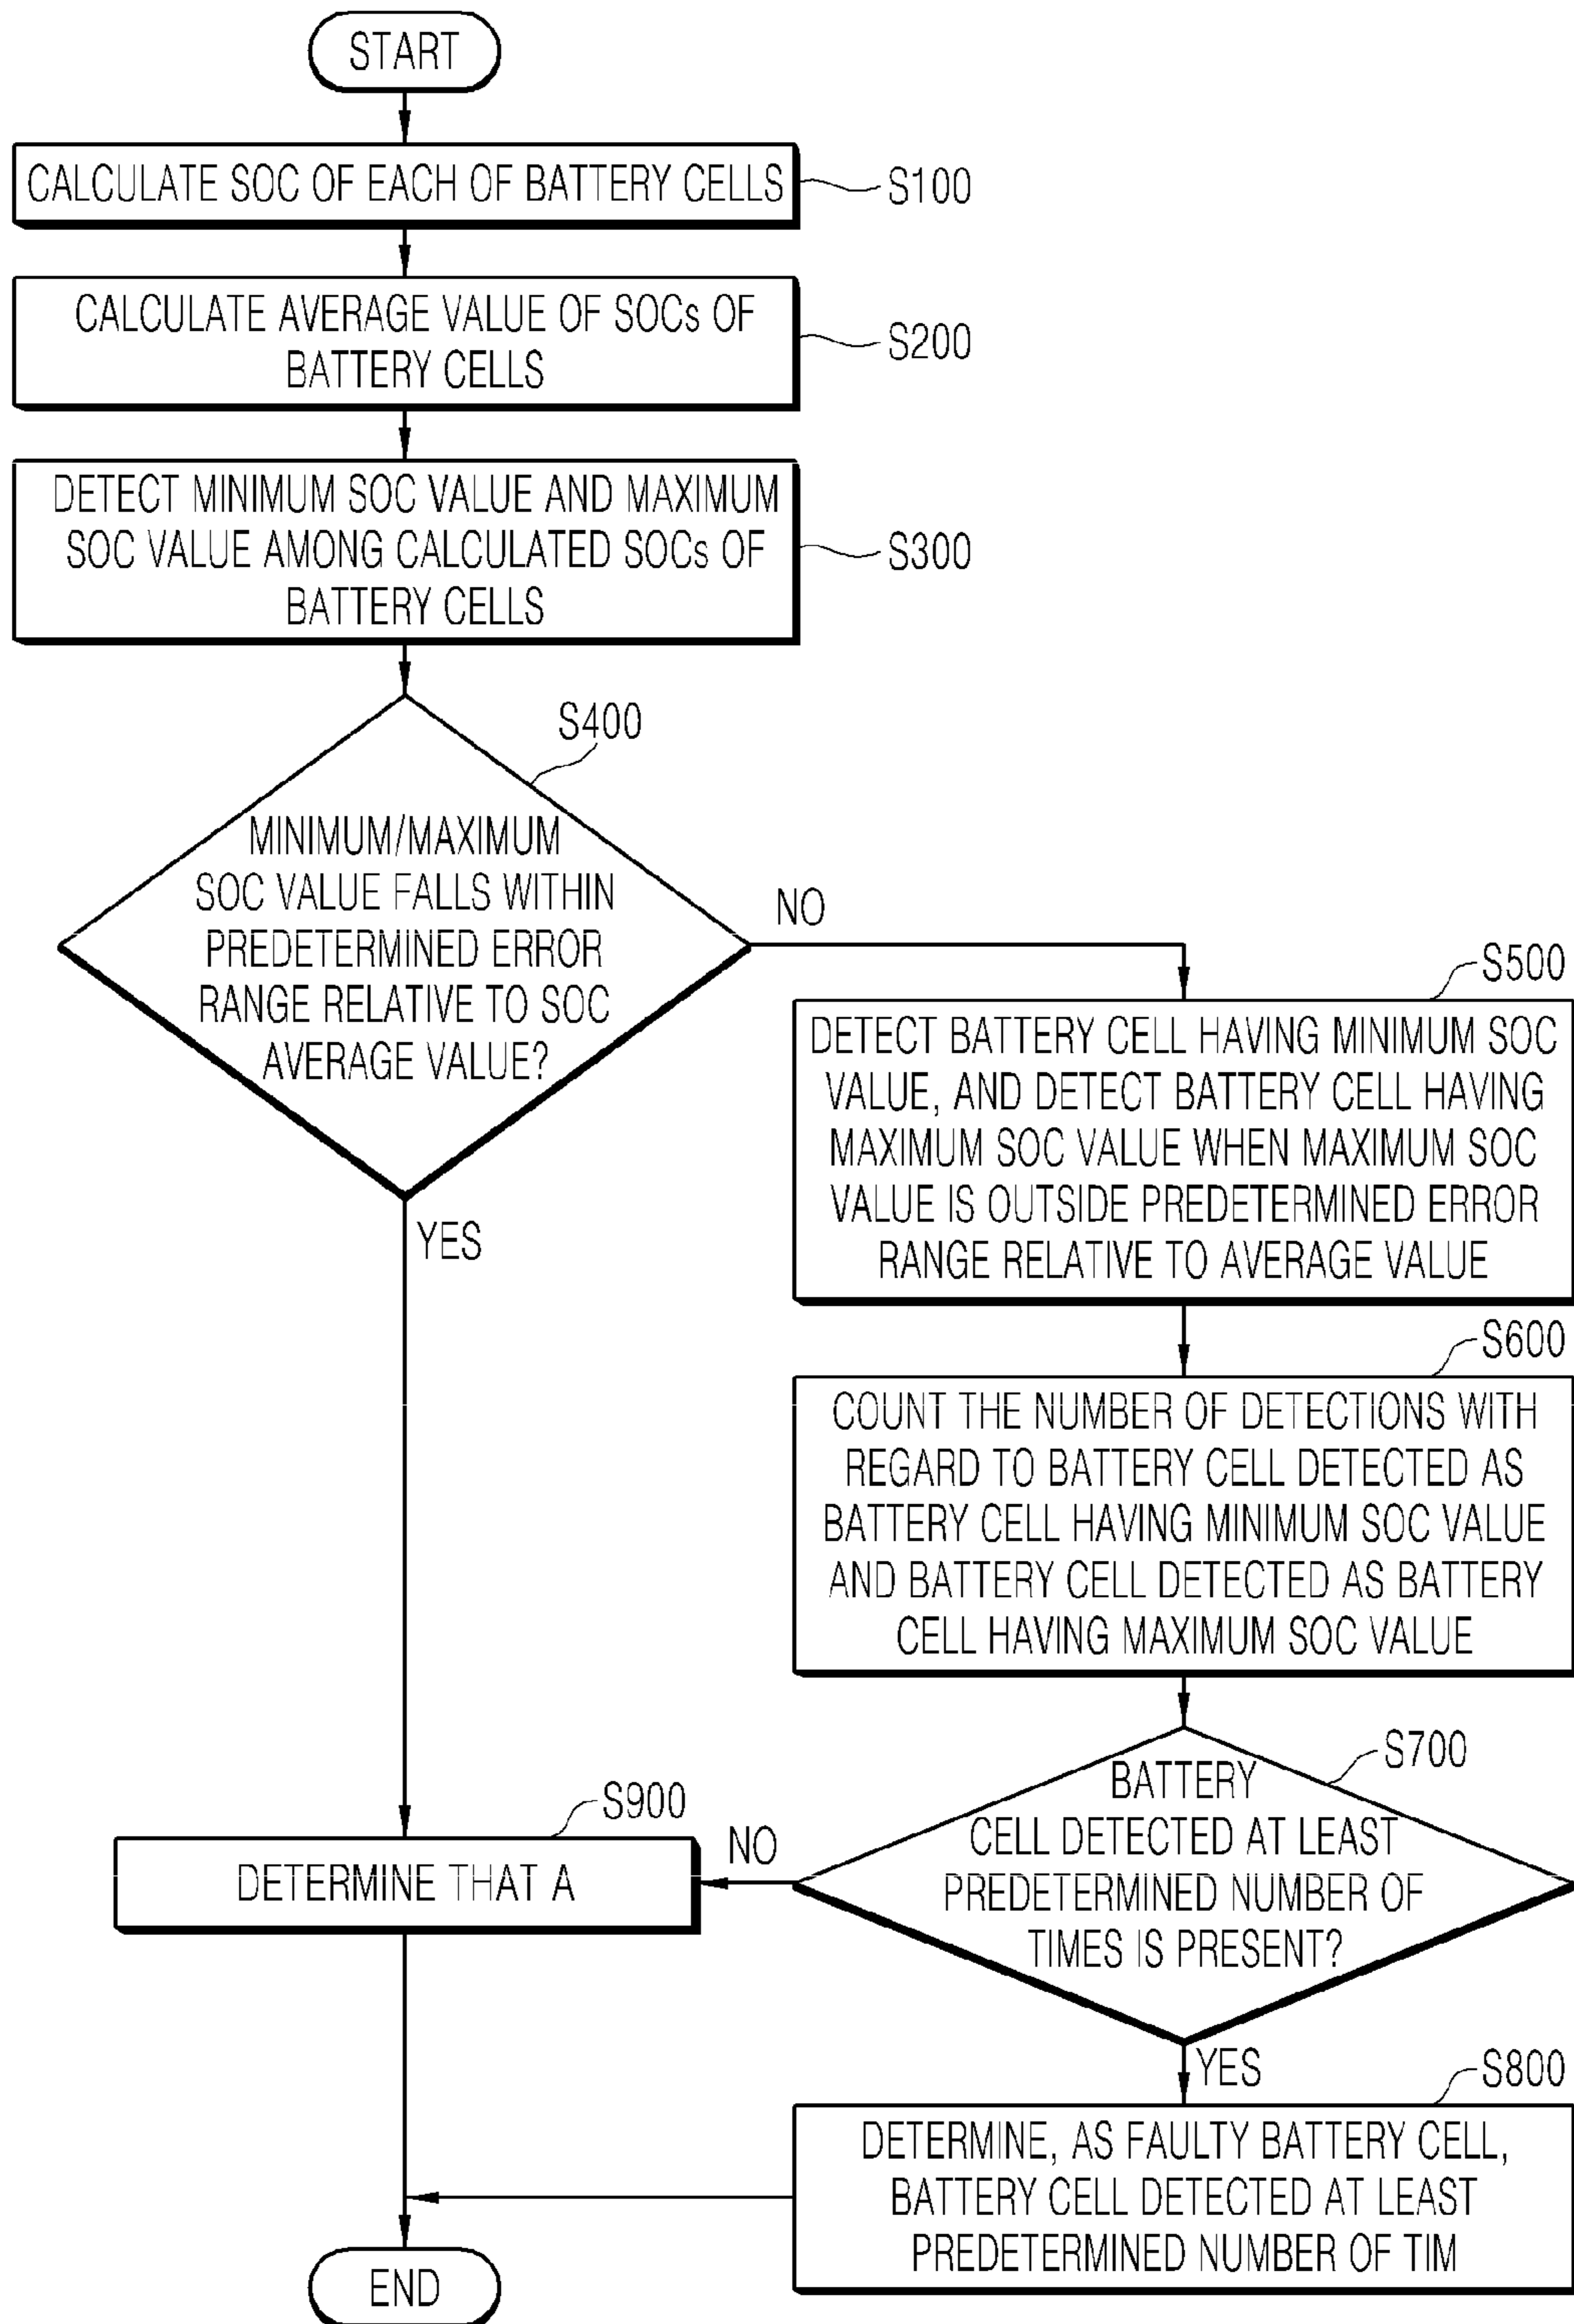 START
CALCULATE SOC OF EACH OF BATTERY CELLS
S100
CALCULATE AVERAGE VALUE OF SOCs OF
BATTERY CELLS
S200
DETECT MINIMUM SOC VALUE AND MAXIMUM
SOC VALUE AMONG CALCULATED SOCs OF
BATTERY CELLS
S300
S400
MINIMUM/MAXIMUM
SOC VALUE FALLS WITHIN
PREDETERMINED ERROR
RANGE RELATIVE TO SOC
AVERAGE VALUE?
NO
YES
S500
DETECT BATTERY CELL HAVING MINIMUM SOC
VALUE, AND DETECT BATTERY CELL HAVING
MAXIMUM SOC VALUE WHEN MAXIMUM SOC
VALUE IS OUTSIDE PREDETERMINED ERROR
RANGE RELATIVE TO AVERAGE VALUE
S600
COUNT THE NUMBER OF DETECTIONS WITH
REGARD TO BATTERY CELL DETECTED AS
BATTERY CELL HAVING MINIMUM SOC VALUE
AND BATTERY CELL DETECTED AS BATTERY
CELL HAVING MAXIMUM SOC VALUE
S700
BATTERY
CELL DETECTED AT LEAST
PREDETERMINED NUMBER OF
TIMES IS PRESENT?
NO
YES
S900
DETERMINE THAT A
S800
DETERMINE, AS FAULTY BATTERY CELL,
BATTERY CELL DETECTED AT LEAST
PREDETERMINED NUMBER OF TIM
END